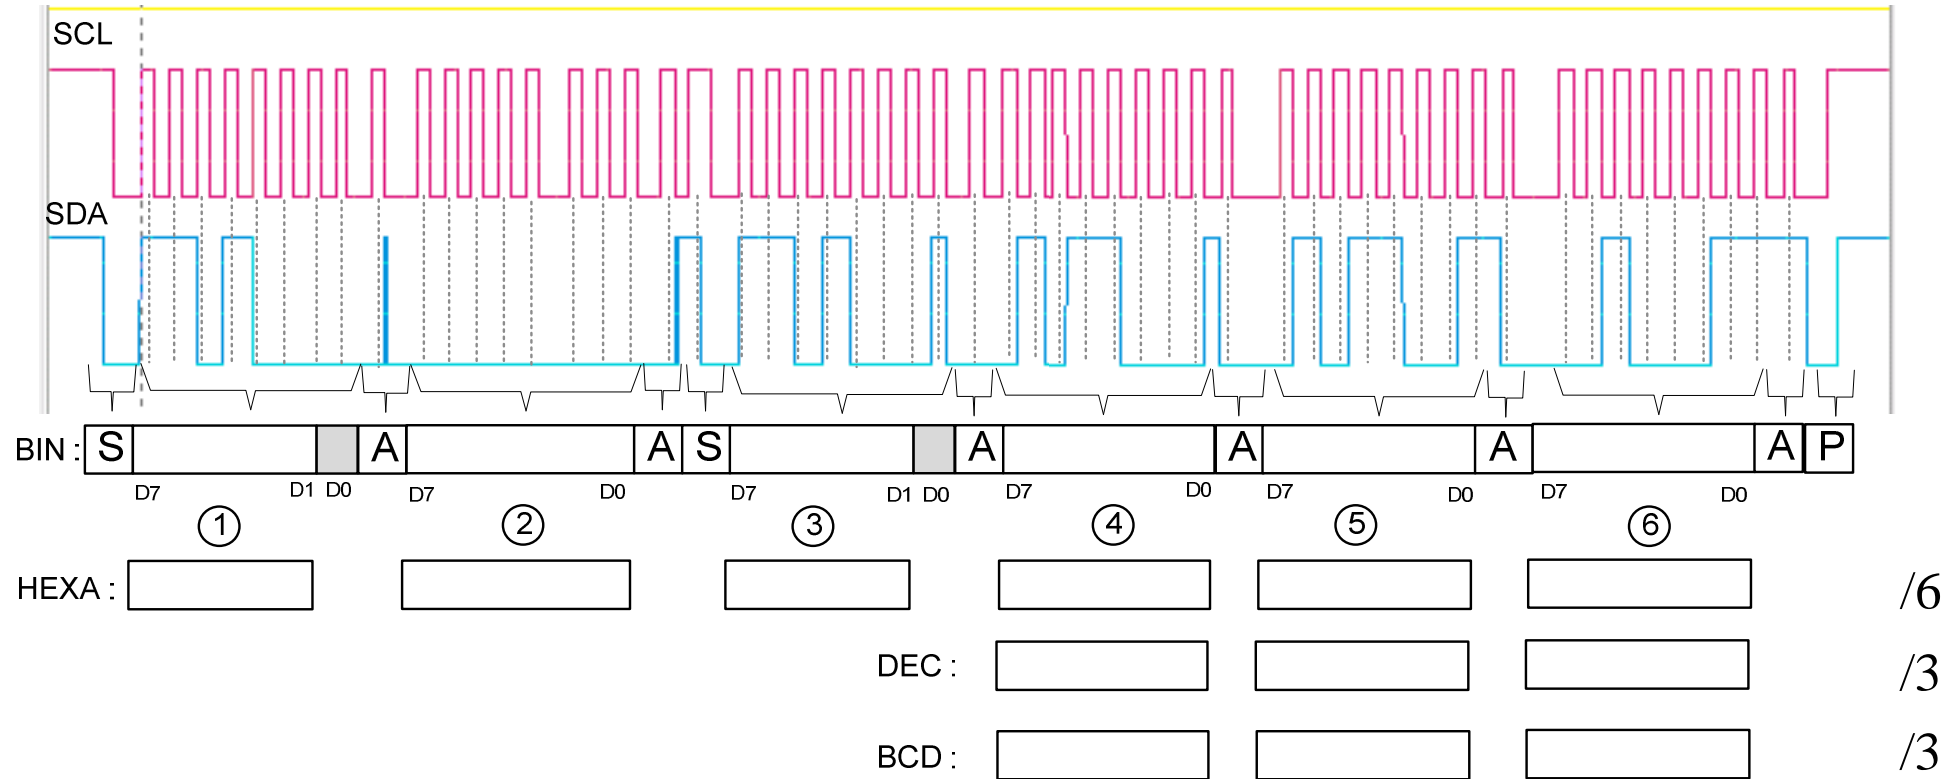 SCL
SDA
BIN : S A A S A A A A P
D7 D1 D0 D7 D0 D7 D1 D0 D7 D0 D7 D0 D7 D0
1 2 3 4 5 6
HEXA : /6
DEC : /3
BCD : /3